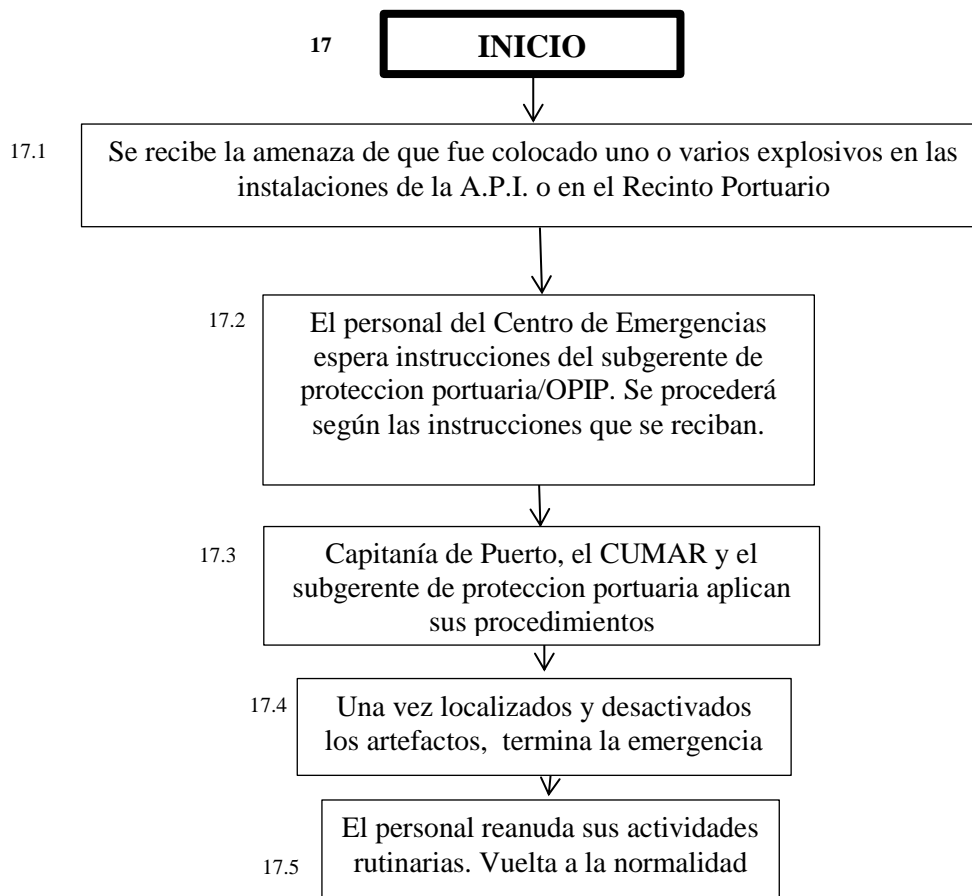 17
INICIO
17.1
Se recibe la amenaza de que fue colocado uno o varios explosivos en las
instalaciones de la A.P.I. o en el Recinto Portuario
17.2
El personal del Centro de Emergencias
espera instrucciones del subgerente de
proteccion portuaria/OPIP. Se procederá
según las instrucciones que se reciban.
17.3
Capitanía de Puerto, el CUMAR y el
subgerente de proteccion portuaria aplican
sus procedimientos
17.4
Una vez localizados y desactivados
los artefactos, termina la emergencia
17.5
El personal reanuda sus actividades
rutinarias. Vuelta a la normalidad